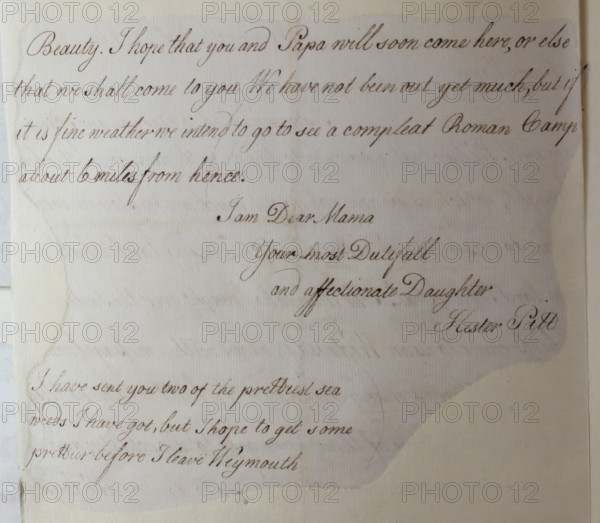 Beauty. I hope that you and Papa will soon come here, or else
that we shall come to you We have not been out yet much, but if
it is fine weather we intend to go to see a compleat Roman Camp
about 6 miles from hence.
I am Dear Mama
Your most Dutifall
and affectionate Daughter
Hester Pitt
I have sent you two of the prettiest sea
weeds I have got, but I hope to get some
prettier before I leave Weymouth
PHOTO 12